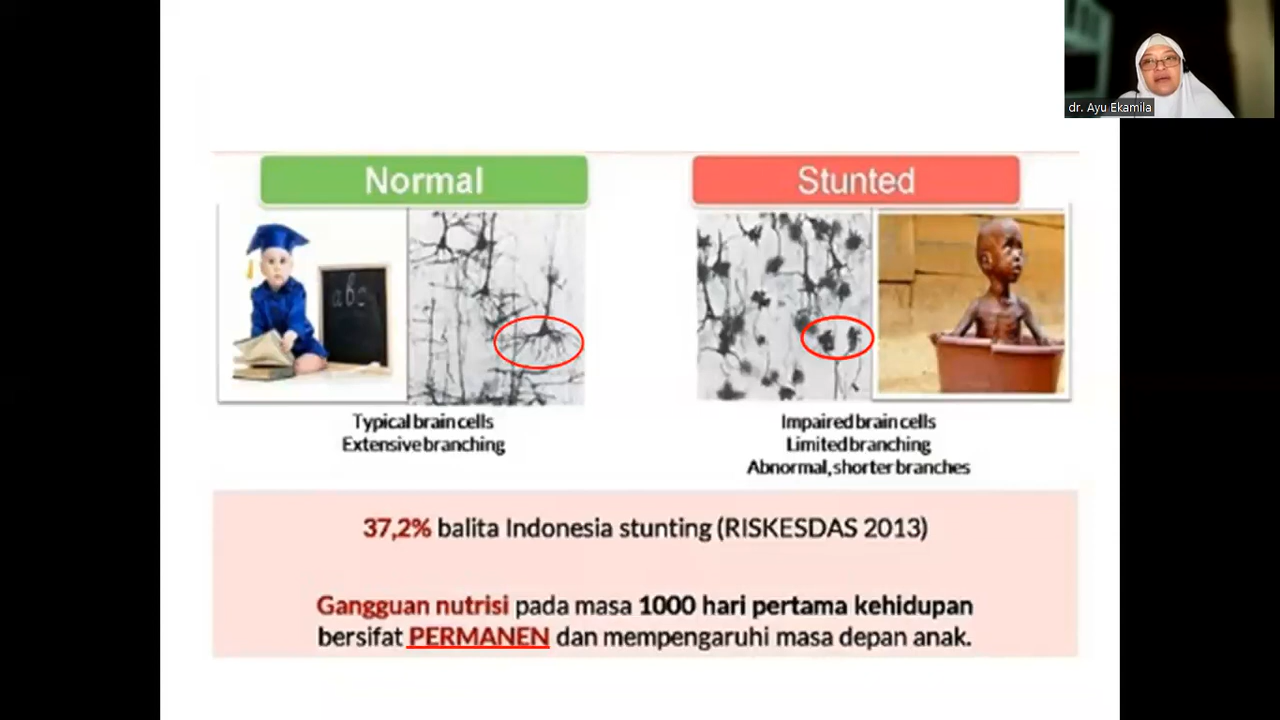 dr. Ayu Ekamila
Normal
Stunted
abc
Typical brain cells
Extensive branching
Impaired brain cells
Limited branching
Abnormal, shorter branches
37,2% balita Indonesia stunting (RISKESDAS 2013)
Gangguan nutrisi pada masa 1000 hari pertama kehidupan
bersifat PERMANEN dan mempengaruhi masa depan anak.